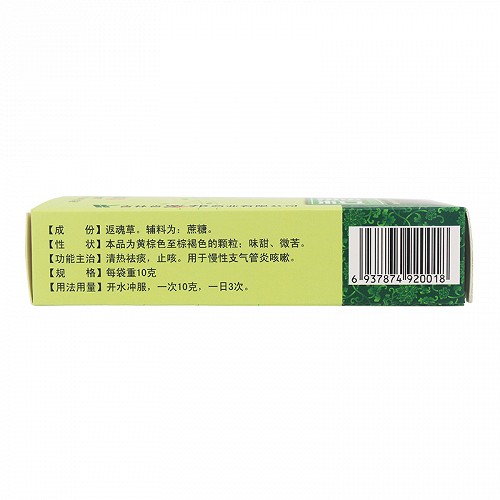 【成　　份】返魂草。辅料为：蔗糖。
【性　　状】本品为黄棕色至棕褐色的颗粒；味甜、微苦。
【功能主治】清热祛痰，止咳。用于慢性支气管炎咳嗽。
【规　　格】每袋重10克
【用法用量】开水冲服，一次10克，一日3次。
6 937874 920018